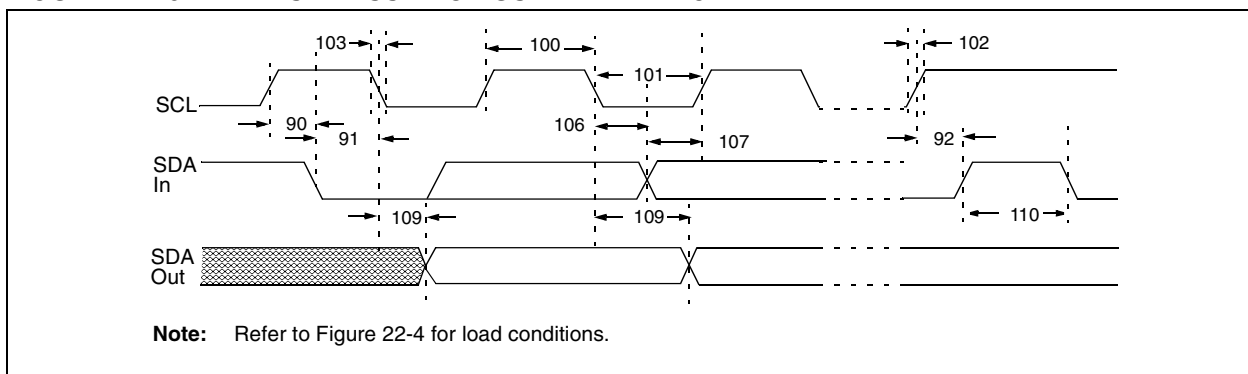 103
100
101
102
SCL
90
91
106
107
92
SDA
In
109
109
110
SDA
Out
Note: Refer to Figure 22-4 for load conditions.